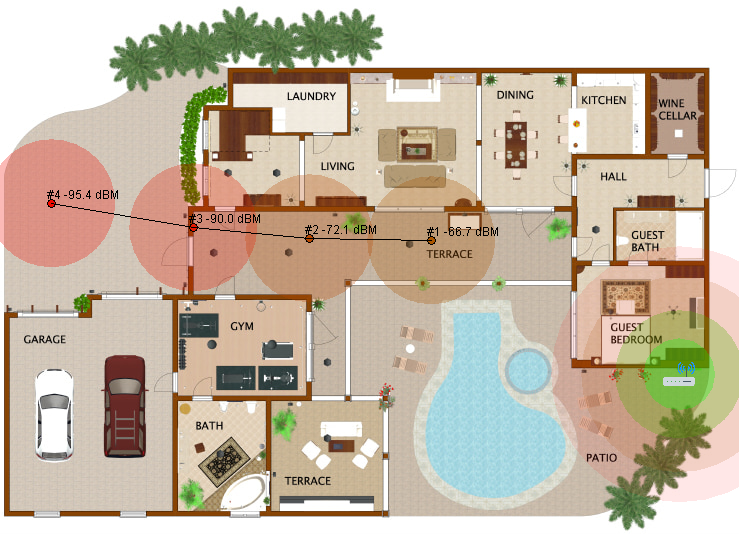 LAUNDRY
DINING
KITCHEN
WINE
CELLAR
LIVING
HALL
#4 -95.4 dBM
#3 -90.0 dBM
#2 -72.1 dBM
#1 -66.7 dBM
TERRACE
GUEST
BATH
GARAGE
GYM
GUEST
BEDROOM
BATH
TERRACE
PATIO